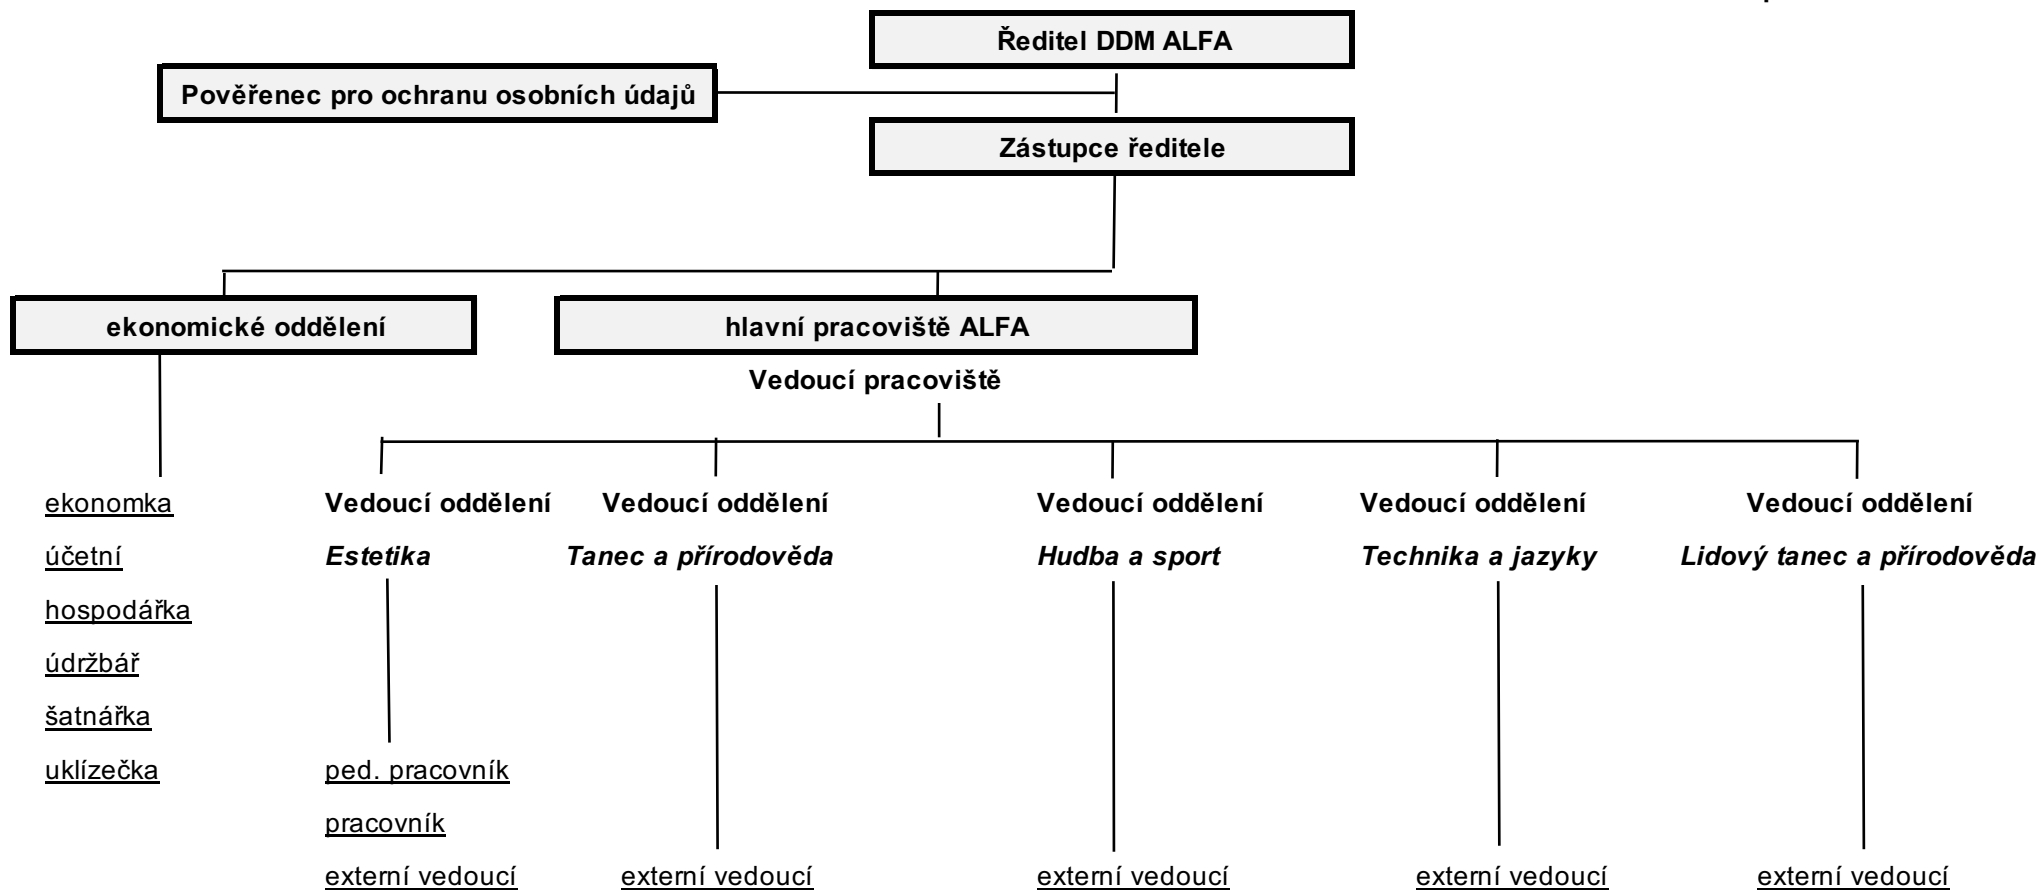 Ředitel DDM ALFA
Pověřenec pro ochranu osobních údajů
Zástupce ředitele
ekonomické oddělení
hlavní pracoviště ALFA
Vedoucí pracoviště
ekonomka
účetní
hospodářka
údržbář
šatnářka
uklízečka
Vedoucí oddělení
Estetika
ped. pracovník
pracovník
externí vedoucí
Vedoucí oddělení
Tanec a přírodověda
externí vedoucí
Vedoucí oddělení
Hudba a sport
externí vedoucí
Vedoucí oddělení
Technika a jazyky
externí vedoucí
Vedoucí oddělení
Lidový tanec a přírodověda
externí vedoucí